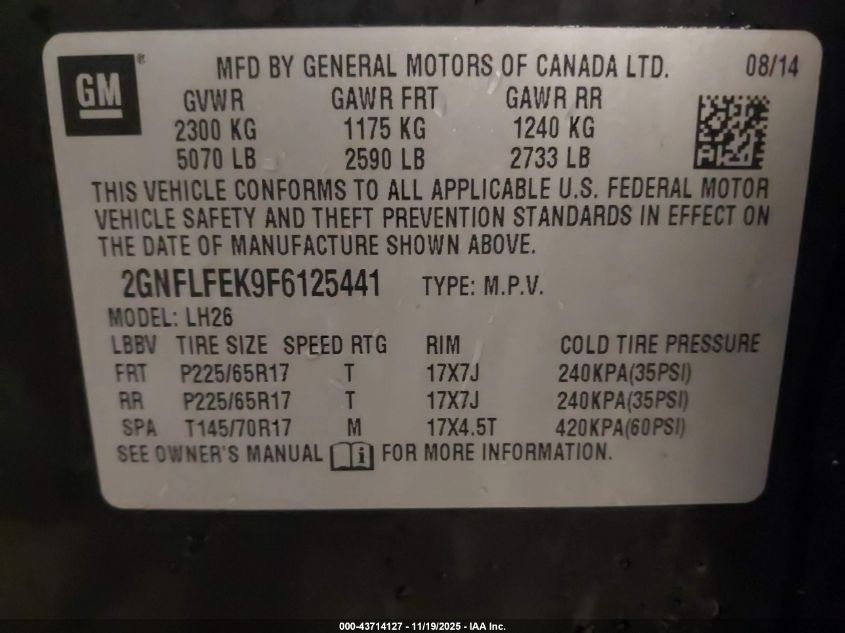 GM ® MFD BY GENERAL MOTORS OF CANADA LTD. 08/14
GVWR GAWR FRT GAWR RR
2300 KG 1175 KG 1240 KG
5070 LB 2590 LB 2733 LB
THIS VEHICLE CONFORMS TO ALL APPLICABLE U.S. FEDERAL MOTOR
VEHICLE SAFETY AND THEFT PREVENTION STANDARDS IN EFFECT ON
THE DATE OF MANUFACTURE SHOWN ABOVE.
2GNFLFEK9F6125441 TYPE: M.P.V.
MODEL: LH26
LBBV TIRE SIZE SPEED RTG RIM COLD TIRE PRESSURE
FRT P225/65R17 T 17X7J 240KPA(35PSI)
RR P225/65R17 T 17X7J 240KPA(35PSI)
SPA T145/70R17 M 17X4.5T 420KPA(60PSI)
SEE OWNER'S MANUAL i FOR MORE INFORMATION.
000-43714127 - 11/19/2025 - IAA Inc.